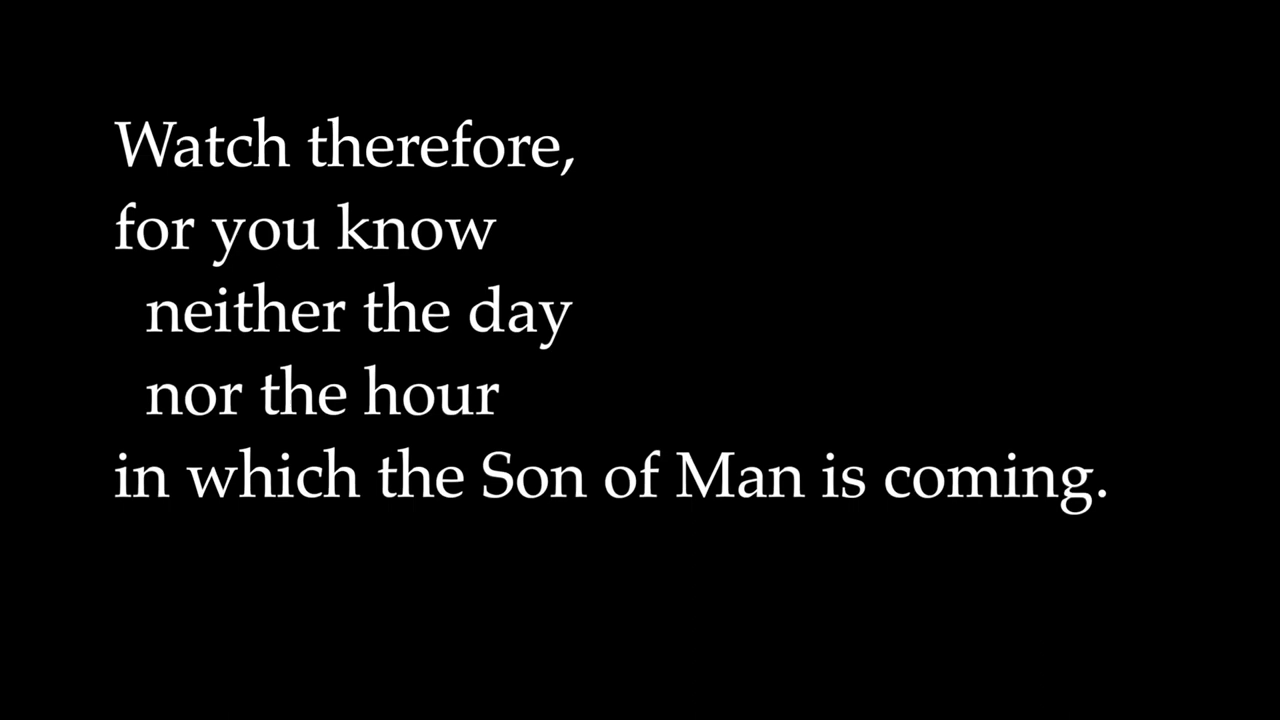 Watch therefore,
for you know
neither the day
nor the hour
in which the Son of Man is coming.